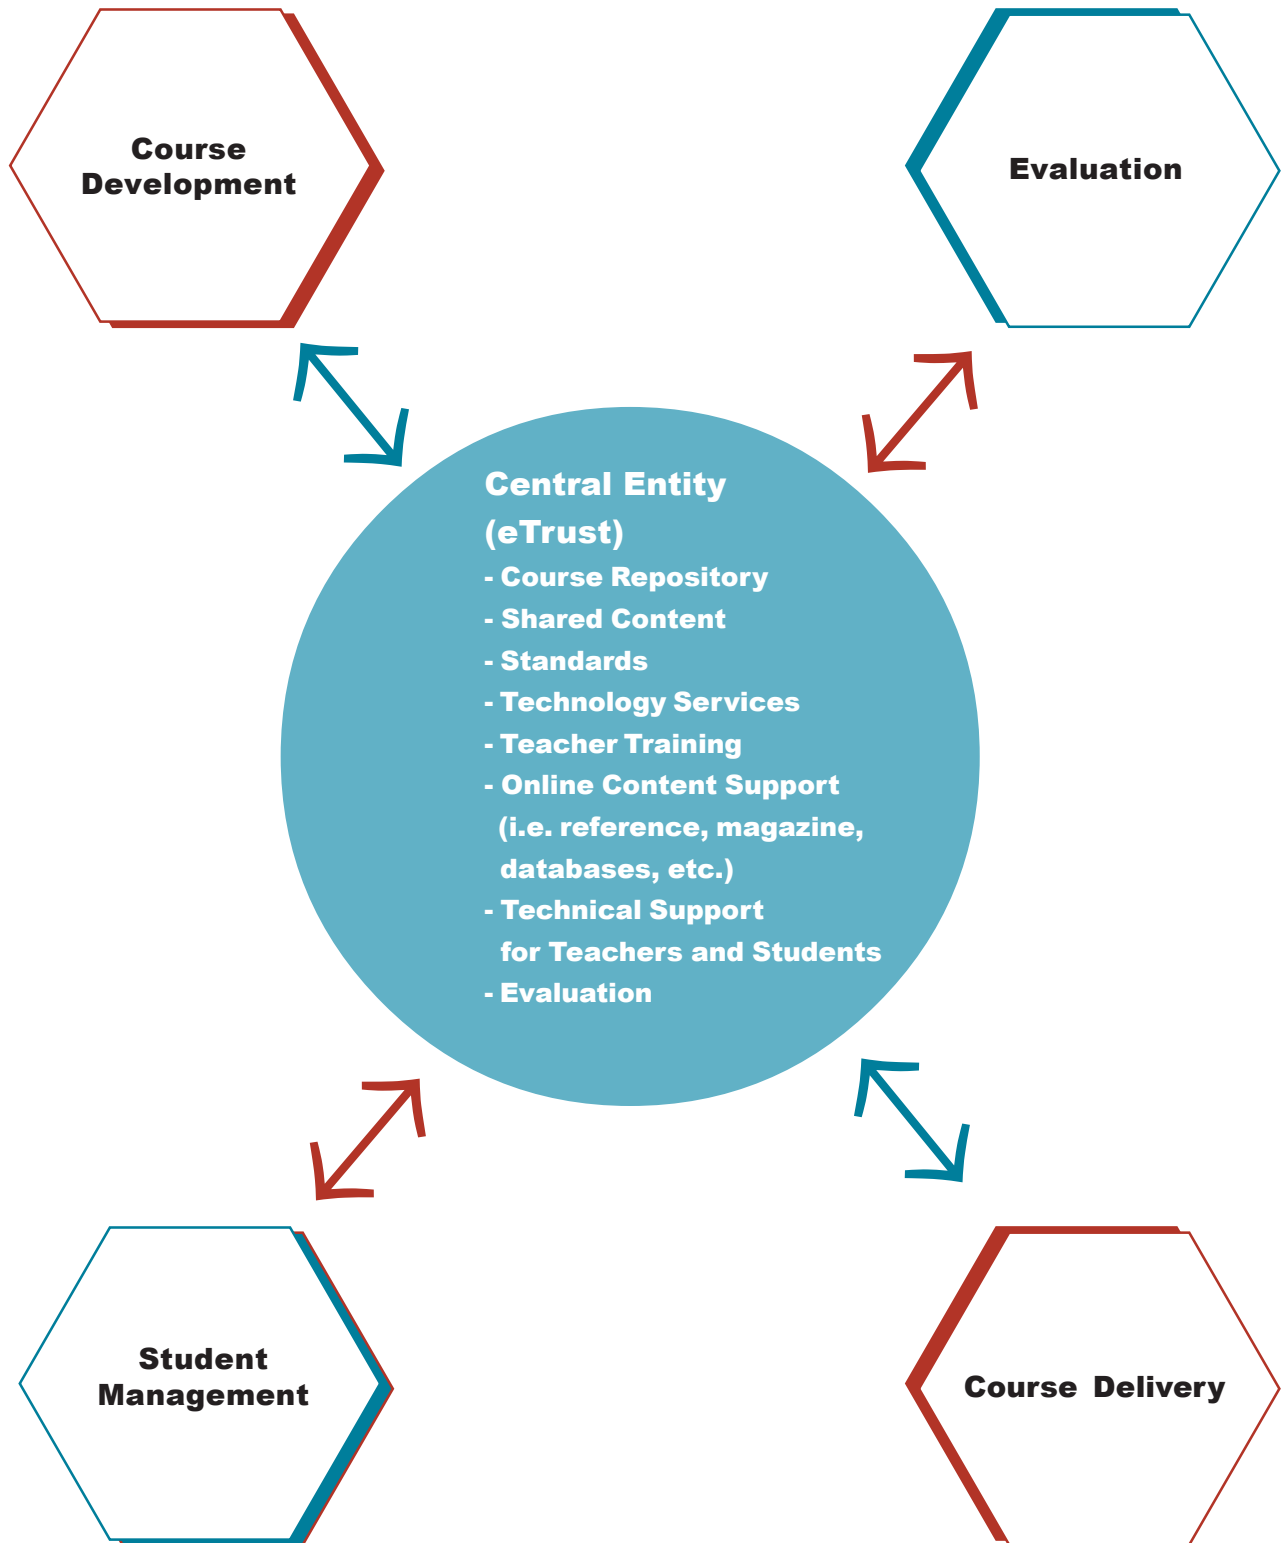 Course
Development
Evaluation
Central Entity
(eTrust)
- Course Repository
- Shared Content
- Standards
- Technology Services
- Teacher Training
- Online Content Support
(i.e. reference, magazine,
databases, etc.)
- Technical Support
for Teachers and Students
- Evaluation
Student
Management
Course Delivery